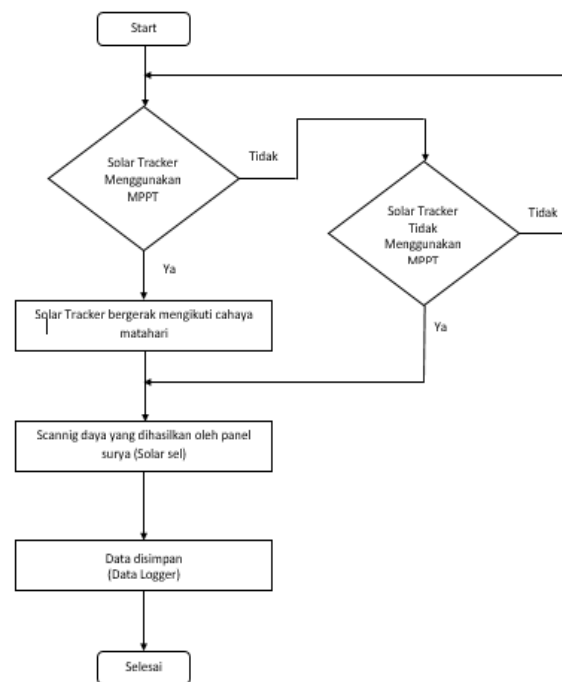 Start
Solar Tracker
Menggunakan
MPPT
Tidak
Solar Tracker
Tidak
Menggunakan
MPPT
Tidak
Ya
Solar Tracker bergerak mengikuti cahaya
matahari
Ya
Scannig daya yang dihasilkan oleh panel
surya (Solar sel)
Data disimpan
(Data Logger)
Selesai